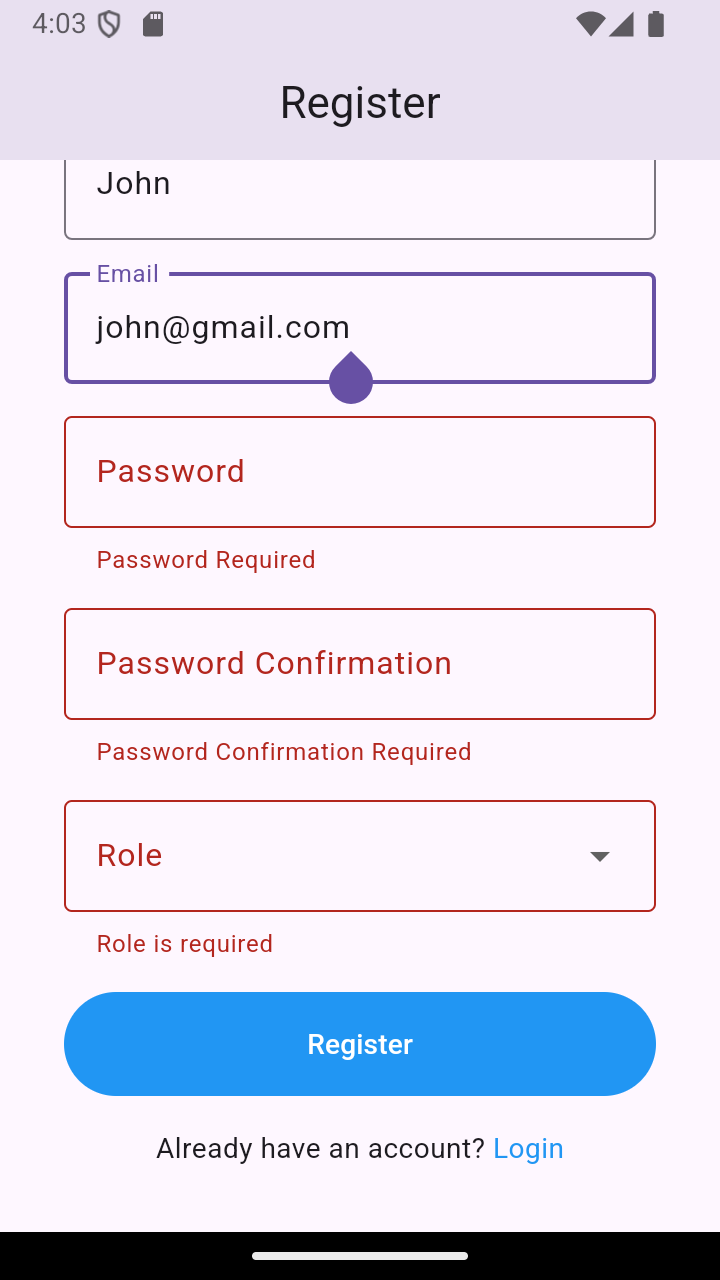 4:03
Register
John
Email
john@gmail.com
Password
Password Required
Password Confirmation
Password Confirmation Required
Role
Role is required
Register
Already have an account? Login